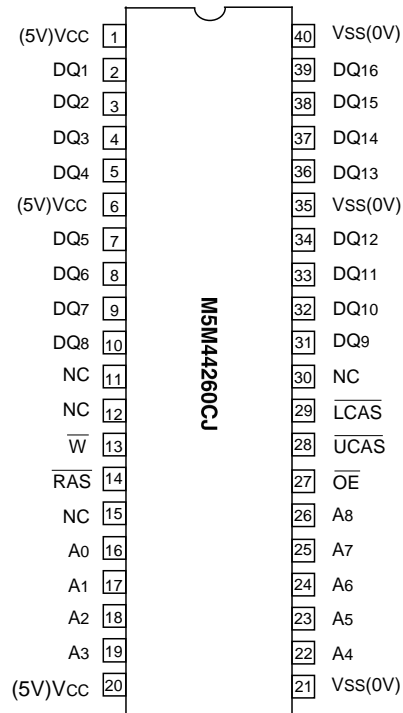 (5V)VCC 1 40 VSS(0V)
DQ1 2 39 DQ16
DQ2 3 38 DQ15
DQ3 4 37 DQ14
DQ4 5 36 DQ13
(5V)VCC 6 35 VSS(0V)
DQ5 7 34 DQ12
DQ6 8 33 DQ11
DQ7 9 32 DQ10
DQ8 10 31 DQ9
NC 11 30 NC
NC 12 29 L̅C̅A̅S̅
W̅ 13 28 U̅C̅A̅S̅
R̅A̅S̅ 14 27 O̅E̅
NC 15 26 A8
A0 16 25 A7
A1 17 24 A6
A2 18 23 A5
A3 19 22 A4
(5V)VCC 20 21 VSS(0V)
M5M44260CJ